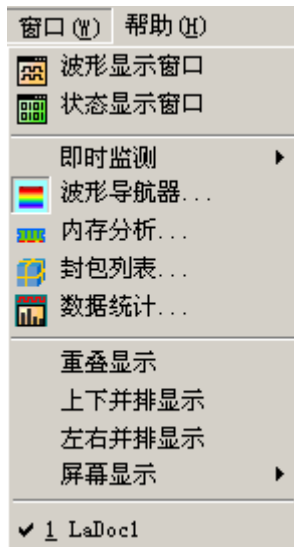 窗口(W) 帮助(H)
波形显示窗口
状态显示窗口
即时监测
波形导航器...
内存分析...
封包列表...
数据统计...
重叠显示
上下并排显示
左右并排显示
屏幕显示
1 LaDoc1